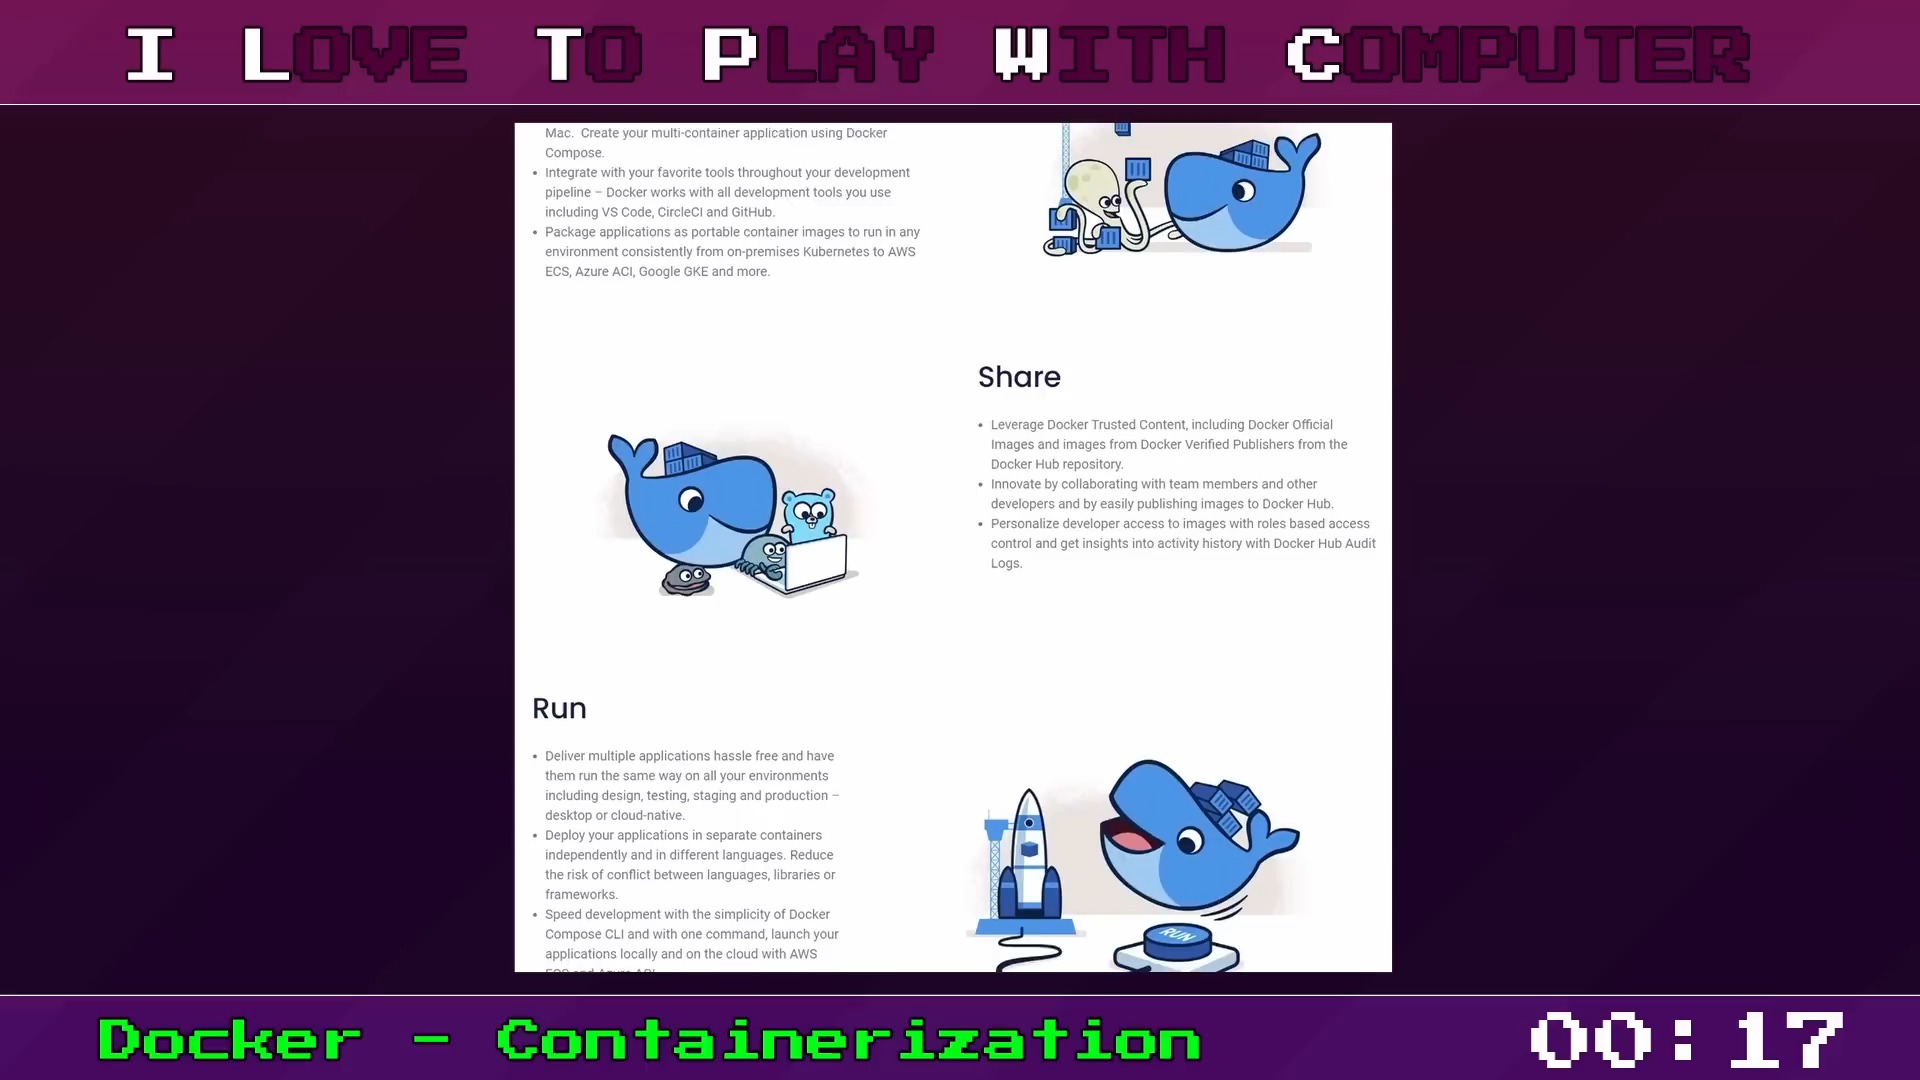 I LOVE TO PLAY WITH COMPUTER
Mac. Create your multi-container application using Docker
Compose.
• Integrate with your favorite tools throughout your development
pipeline – Docker works with all development tools you use
including VS Code, CircleCI and GitHub.
• Package applications as portable container images to run in any
environment consistently from on-premises Kubernetes to AWS
ECS, Azure ACI, Google GKE and more.
Share
• Leverage Docker Trusted Content, including Docker Official
Images and images from Docker Verified Publishers from the
Docker Hub repository.
• Innovate by collaborating with team members and other
developers and by easily publishing images to Docker Hub.
• Personalize developer access to images with roles based access
control and get insights into activity history with Docker Hub Audit
Logs.
Run
• Deliver multiple applications hassle free and have
them run the same way on all your environments
including design, testing, staging and production –
desktop or cloud-native.
• Deploy your applications in separate containers
independently and in different languages. Reduce
the risk of conflict between languages, libraries or
frameworks.
• Speed development with the simplicity of Docker
Compose CLI and with one command, launch your
applications locally and on the cloud with AWS
ECS and Azure ACI.
RUN
Docker - Containerization
00:17